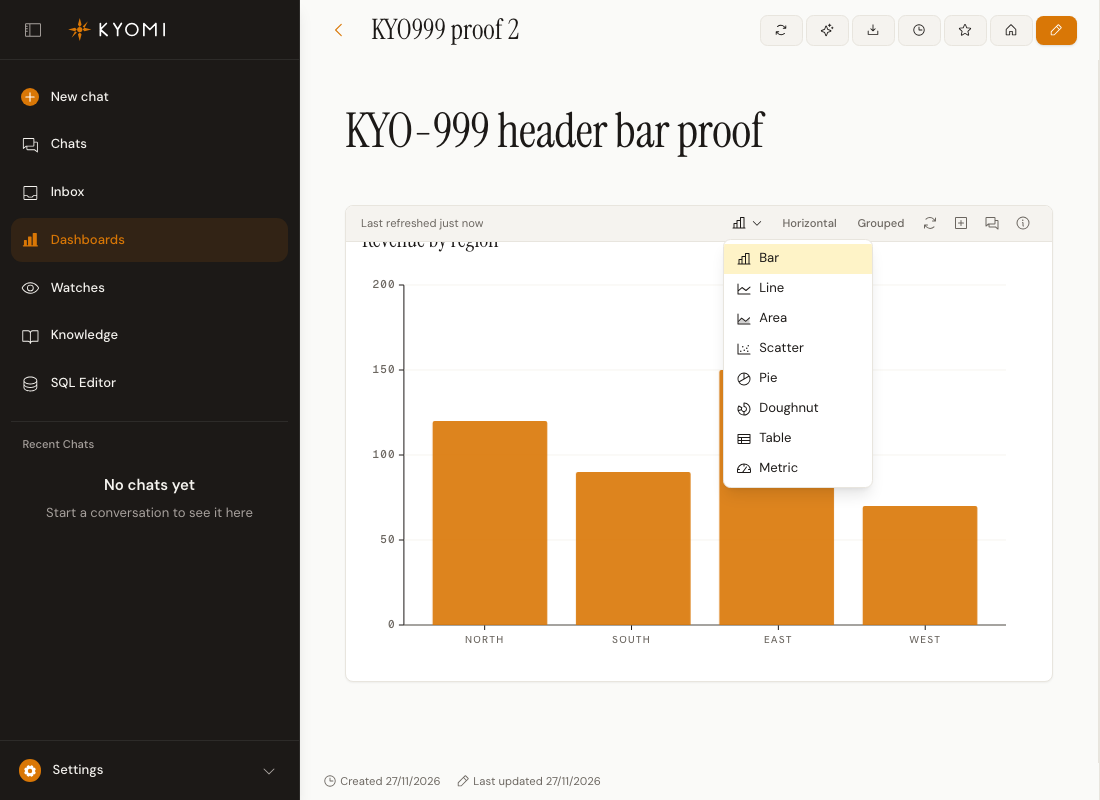 KYOMI
New chat
Chats
Inbox
Dashboards
Watches
Knowledge
SQL Editor
Recent Chats
No chats yet
Start a conversation to see it here
Settings
KYO999 proof 2
KYO-999 header bar proof
Last refreshed just now
Horizontal
Grouped
Revenue by region
Bar
Line
Area
Scatter
Pie
Doughnut
Table
Metric
200
150
100
50
0
NORTH
SOUTH
EAST
WEST
Created 27/11/2026
Last updated 27/11/2026